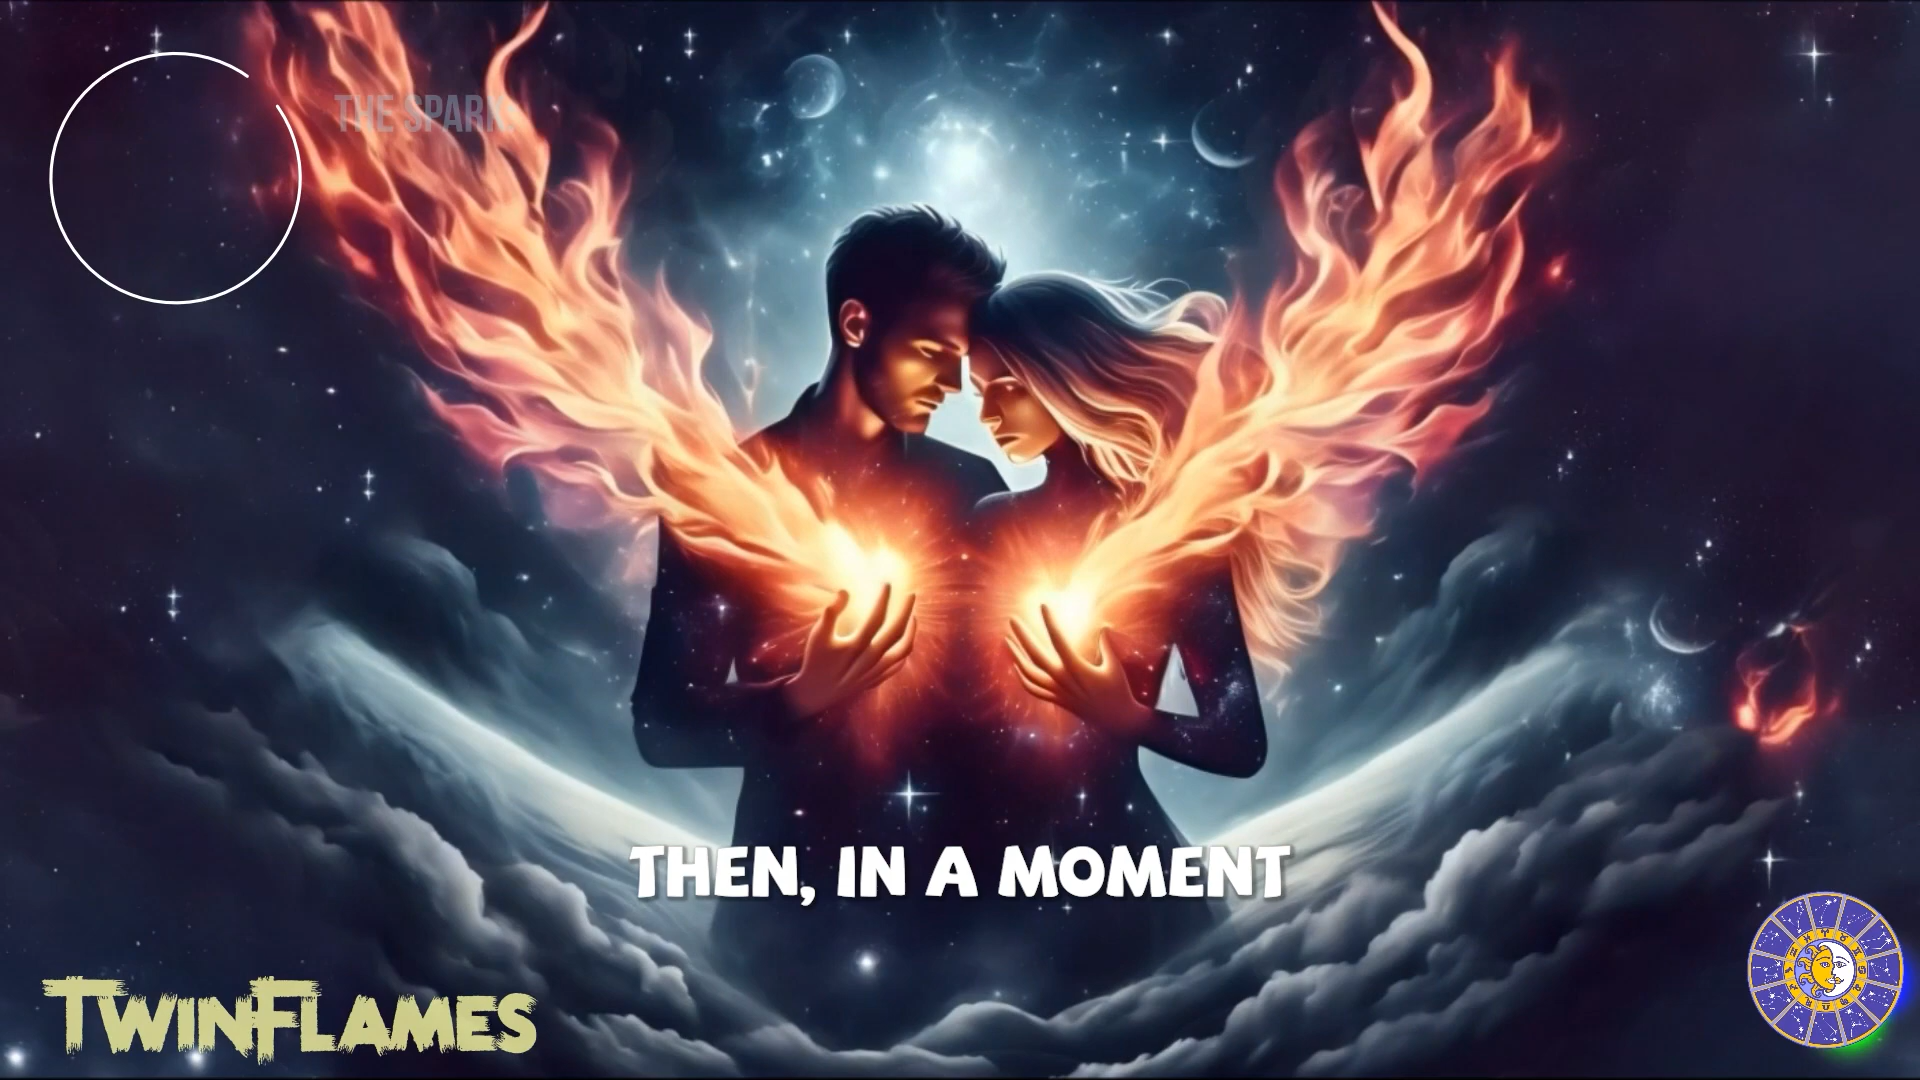 THE SPARK:
THEN, IN A MOMENT
TWINFLAMES